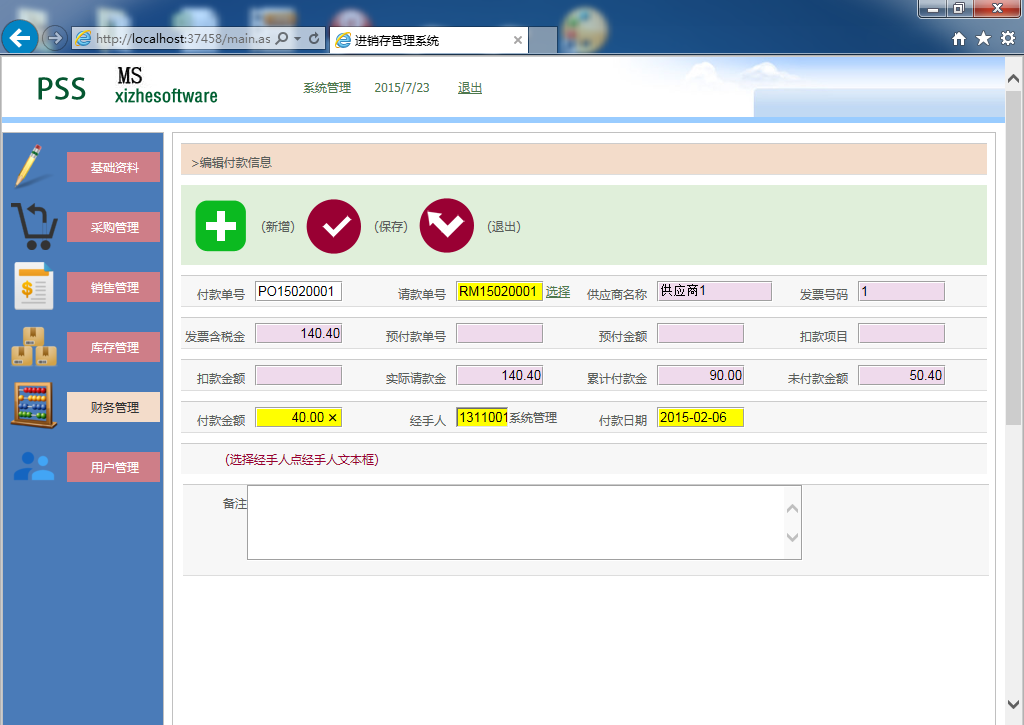 http://localhost:37458/main.as
进销存管理系统
PSS
MS
xizhesoftware
系统管理 2015/7/23 退出
基础资料
采购管理
销售管理
库存管理
财务管理
用户管理
>编辑付款信息
(新增) (保存) (退出)
付款单号 PO15020001 请款单号 RM15020001 选择 供应商名称 供应商1 发票号码 1
发票含税金 140.40 预付款单号 预付金额 扣款项目
扣款金额 实际请款金 140.40 累计付款金 90.00 未付款金额 50.40
付款金额 40.00 × 经手人 1311001 系统管理 付款日期 2015-02-06
(选择经手人点经手人文本框)
备注